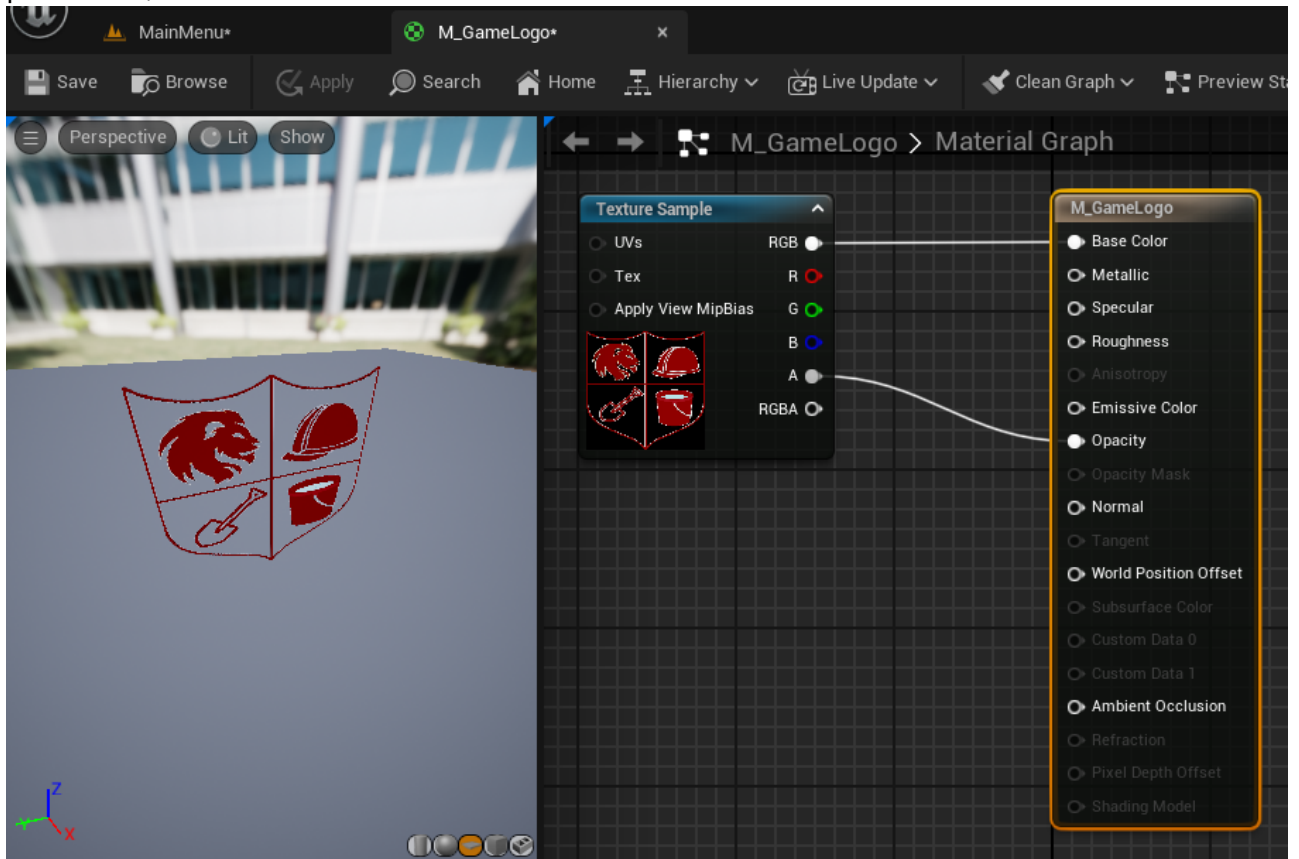 MainMenu*
M_GameLogo*
Save Browse Apply Search Home Hierarchy Live Update Clean Graph Preview Sta
Perspective Lit Show
M_GameLogo > Material Graph
Texture Sample
UVs RGB
Tex R
Apply View MipBias G
B
A
RGBA
M_GameLogo
Base Color
Metallic
Specular
Roughness
Anisotropy
Emissive Color
Opacity
Opacity Mask
Normal
Tangent
World Position Offset
Subsurface Color
Custom Data 0
Custom Data 1
Ambient Occlusion
Refraction
Pixel Depth Offset
Shading Model
Z
Y
X